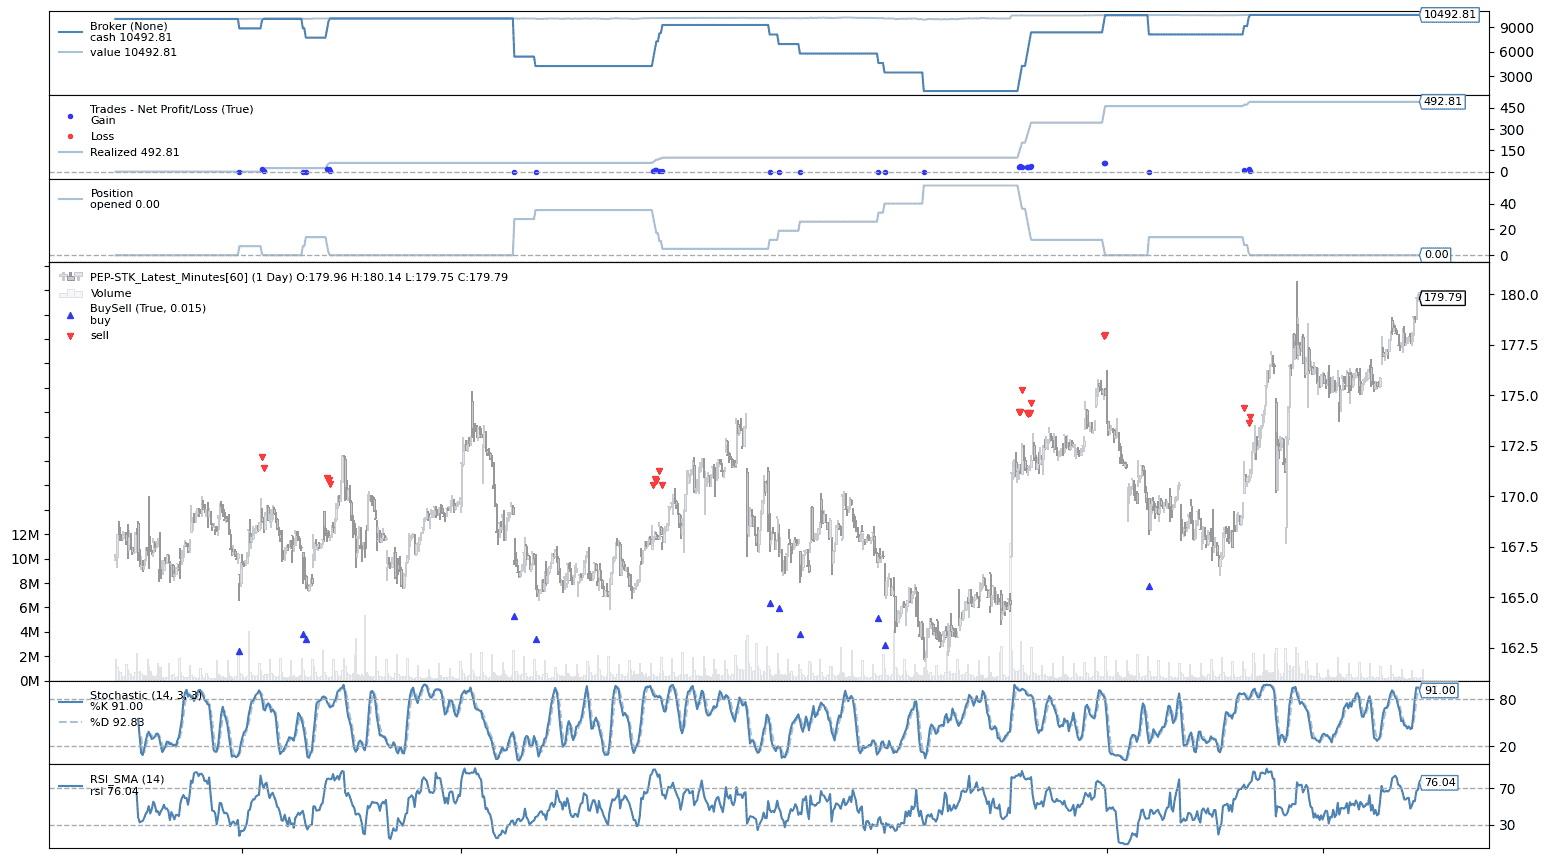 Broker (None)
cash 10492.81
value 10492.81
10492.81
9000
6000
3000
Trades - Net Profit/Loss (True)
Gain
Loss
Realized 492.81
492.81
450
300
150
0
Position
opened 0.00
40
20
0
0.00
PEP-STK_Latest_Minutes[60] (1 Day) O:179.96 H:180.14 L:179.75 C:179.79
Volume
BuySell (True, 0.015)
buy
sell
179.79
180.0
177.5
175.0
172.5
170.0
167.5
165.0
162.5
12M
10M
8M
6M
4M
2M
0M
Stochastic (14, 3, 3)
%K 91.00
%D 92.83
91.00
80
20
RSI_SMA (14)
rsi 76.04
76.04
70
30